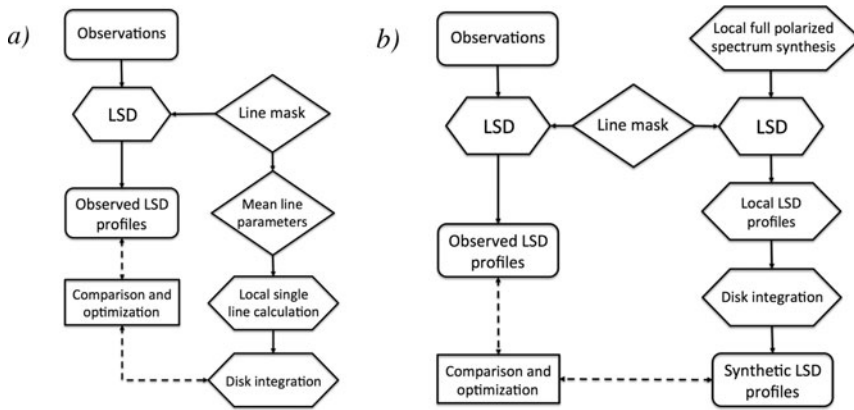 a)
Observations
LSD
Line mask
Observed LSD
profiles
Mean line
parameters
Comparison and
optimization
Local single
line calculation
Disk integration
b)
Observations
Local full polarized
spectrum synthesis
LSD
Line mask
LSD
Observed LSD
profiles
Local LSD
profiles
Disk integration
Comparison and
optimization
Synthetic LSD
profiles